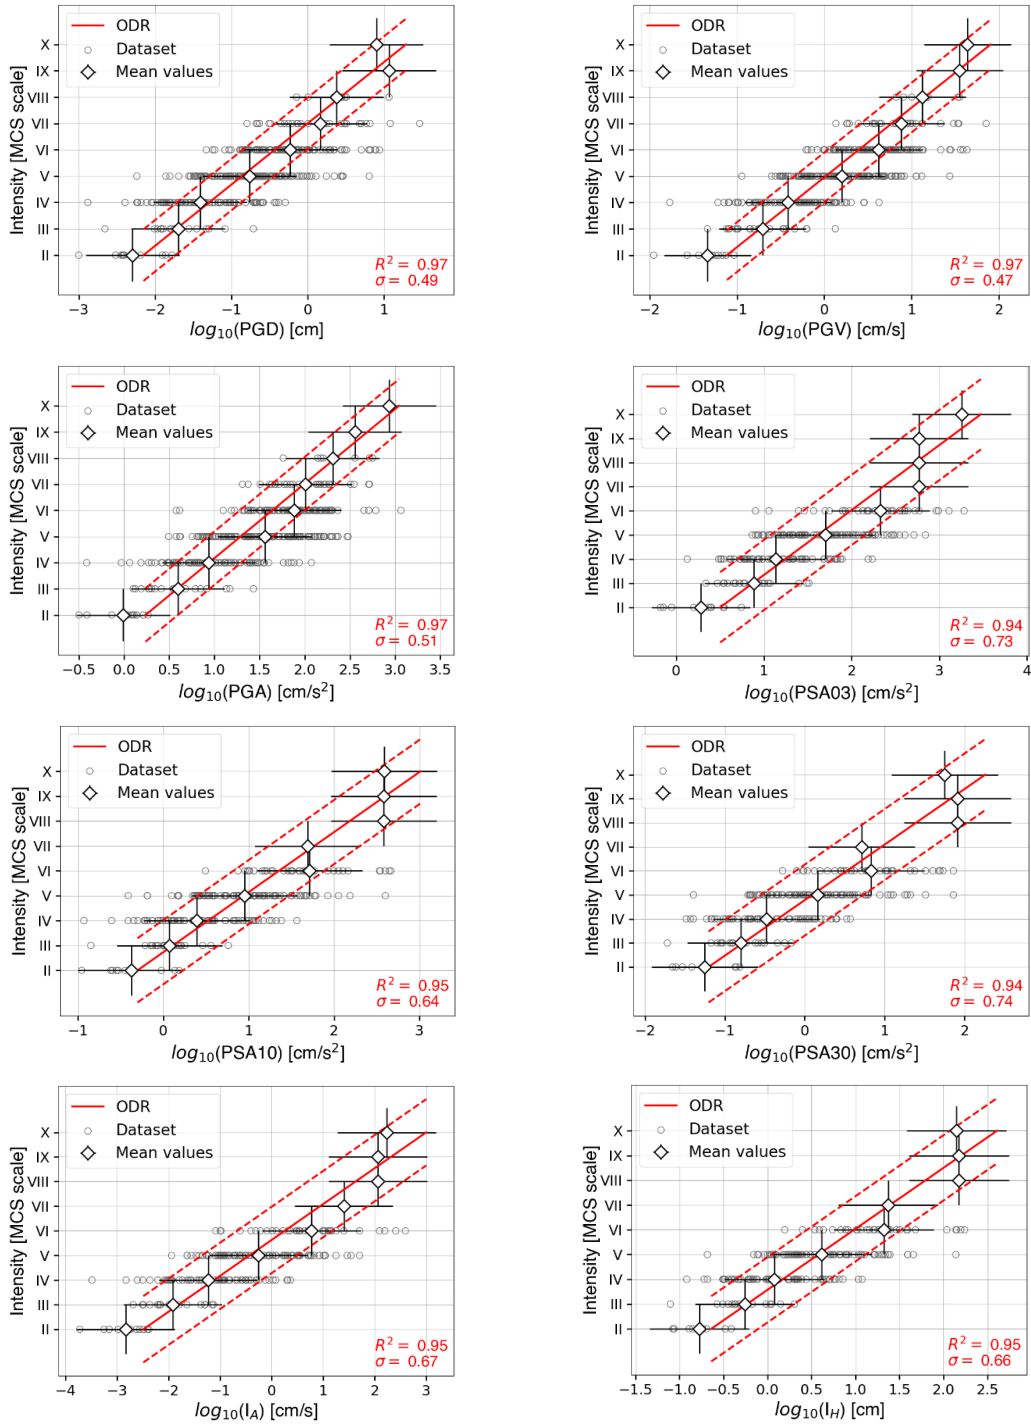 ODR
Dataset
Mean values
Intensity [MCS scale]
X
IX
VIII
VII
VI
V
IV
III
II
R² = 0.97
σ = 0.49
−3 −2 −1 0 1
log₁₀(PGD) [cm]
ODR
Dataset
Mean values
Intensity [MCS scale]
X
IX
VIII
VII
VI
V
IV
III
II
R² = 0.97
σ = 0.47
−2 −1 0 1 2
log₁₀(PGV) [cm/s]
ODR
Dataset
Mean values
Intensity [MCS scale]
X
IX
VIII
VII
VI
V
IV
III
II
R² = 0.97
σ = 0.51
0.0 0.5 1.0 1.5 2.0 2.5 3.0 3.5
log₁₀(PGA) [cm/s²]
ODR
Dataset
Mean values
Intensity [MCS scale]
X
IX
VIII
VII
VI
V
IV
III
II
R² = 0.94
σ = 0.73
0 1 2 3 4
log₁₀(PSA03) [cm/s²]
ODR
Dataset
Mean values
Intensity [MCS scale]
X
IX
VIII
VII
VI
V
IV
III
II
R² = 0.95
σ = 0.64
−1 0 1 2 3
log₁₀(PSA10) [cm/s²]
ODR
Dataset
Mean values
Intensity [MCS scale]
X
IX
VIII
VII
VI
V
IV
III
II
R² = 0.94
σ = 0.74
−2 −1 0 1 2
log₁₀(PSA30) [cm/s²]
ODR
Dataset
Mean values
Intensity [MCS scale]
X
IX
VIII
VII
VI
V
IV
III
II
R² = 0.95
σ = 0.67
−4 −3 −2 −1 0 1 2 3
log₁₀(I_A) [cm/s]
ODR
Dataset
Mean values
Intensity [MCS scale]
X
IX
VIII
VII
VI
V
IV
III
II
R² = 0.95
σ = 0.66
−1.5 −1.0 −0.5 0.0 0.5 1.0 1.5 2.0 2.5
log₁₀(I_H) [cm]